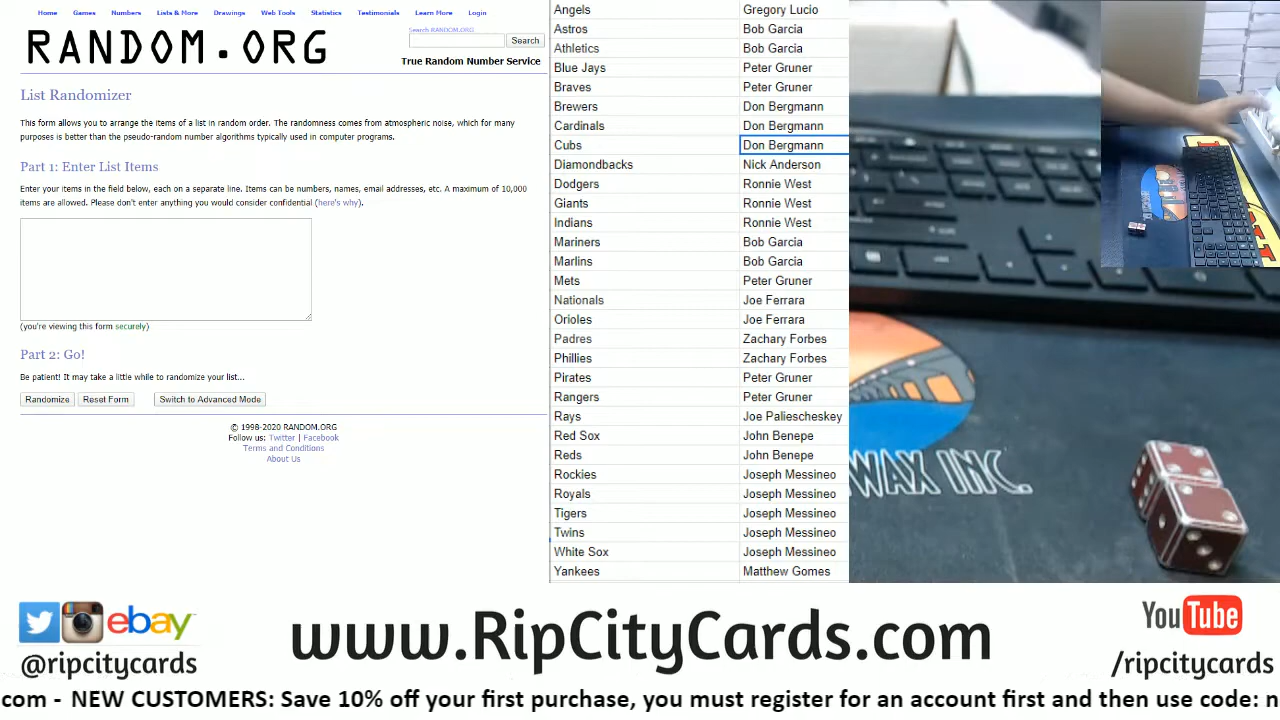 Home Games Numbers Lists & More Drawings Web Tools Statistics Testimonials Learn More Login
RANDOM.ORG
Search RANDOM.ORG
Search
True Random Number Service
List Randomizer
This form allows you to arrange the items of a list in random order. The randomness comes from atmospheric noise, which for many
purposes is better than the pseudo-random number algorithms typically used in computer programs.
Part 1: Enter List Items
Enter your items in the field below, each on a separate line. Items can be numbers, names, email addresses, etc. A maximum of 10,000
items are allowed. Please don't enter anything you would consider confidential (here's why).
(you're viewing this form securely)
Part 2: Go!
Be patient! It may take a little while to randomize your list...
Randomize Reset Form Switch to Advanced Mode
© 1998-2020 RANDOM.ORG
Follow us: Twitter | Facebook
Terms and Conditions
About Us
Angels Gregory Lucio
Astros Bob Garcia
Athletics Bob Garcia
Blue Jays Peter Gruner
Braves Peter Gruner
Brewers Don Bergmann
Cardinals Don Bergmann
Cubs Don Bergmann
Diamondbacks Nick Anderson
Dodgers Ronnie West
Giants Ronnie West
Indians Ronnie West
Mariners Bob Garcia
Marlins Bob Garcia
Mets Peter Gruner
Nationals Joe Ferrara
Orioles Joe Ferrara
Padres Zachary Forbes
Phillies Zachary Forbes
Pirates Peter Gruner
Rangers Peter Gruner
Rays Joe Paliescheskey
Red Sox John Benepe
Reds John Benepe
Rockies Joseph Messineo
Royals Joseph Messineo
Tigers Joseph Messineo
Twins Joseph Messineo
White Sox Joseph Messineo
Yankees Matthew Gomes
WAX INC.
ebay
@ripcitycards
www.RipCityCards.com
YouTube
/ripcitycards
com - NEW CUSTOMERS: Save 10% off your first purchase, you must register for an account first and then use code: n